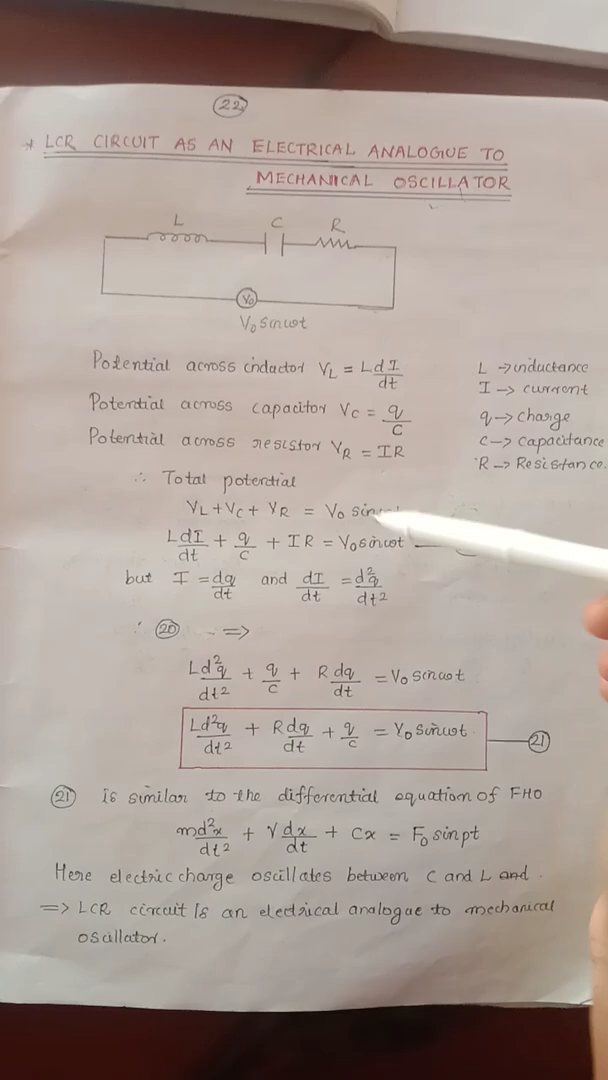 22
* LCR CIRCUIT AS AN ELECTRICAL ANALOGUE TO
MECHANICAL OSCILLATOR
L C R
V₀
V₀ sinωt
Potential across inductor V_L = L dI/dt
L → inductance
I → current
Potential across capacitor V_C = q/C
q → charge
Potential across resistor V_R = IR
C → capacitance
R → Resistance.
∴ Total potential
V_L + V_C + V_R = V₀
L dI/dt + q/C + IR = V₀ sinωt
but I = dq/dt and dI/dt = d²q/dt²
∴ 20 ⇒
L d²q/dt² + q/C + R dq/dt = V₀ sinωt
L d²q/dt² + R dq/dt + q/C = V₀ sinωt — 21
21 is similar to the differential equation of FHO
m d²x/dt² + γ dx/dt + Cx = F₀ sinpt
Here electric charge oscillates between C and L and
⇒ LCR circuit is an electrical analogue to mechanical
oscillator.